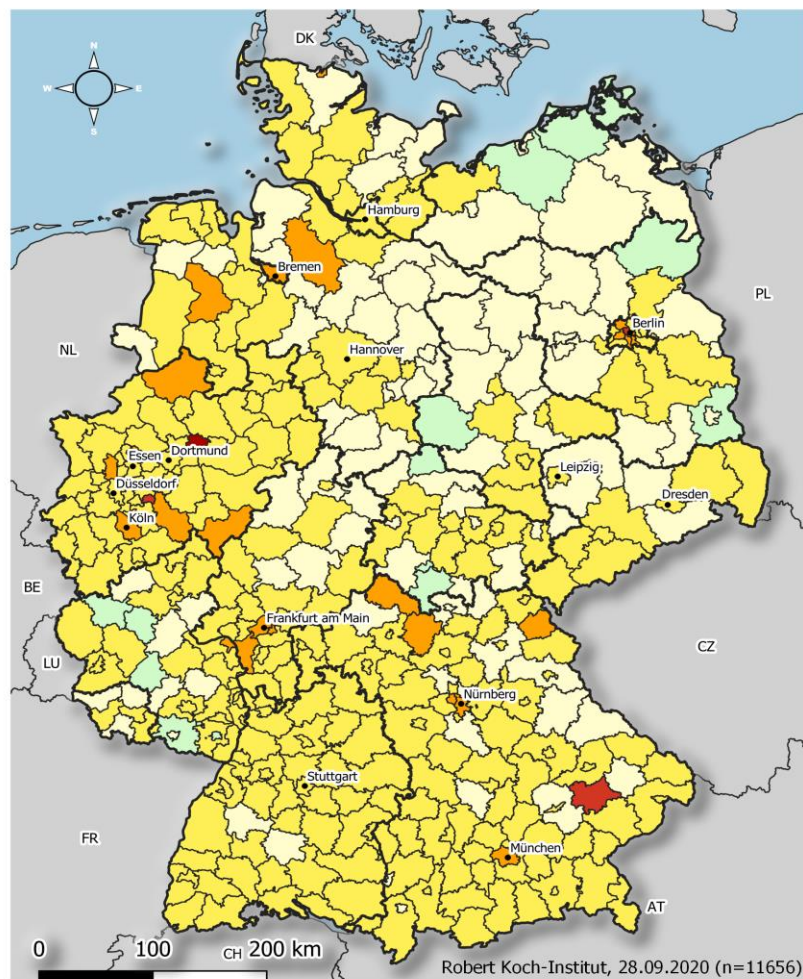 DK
N
W E
S
Hamburg
Bremen
PL
Berlin
NL
Hannover
Essen
Dortmund
Düsseldorf
Leipzig
Dresden
Köln
BE
Frankfurt am Main
LU
CZ
Nürnberg
Stuttgart
FR
München
AT
0 100 200 km
CH
Robert Koch-Institut, 28.09.2020 (n=11656)